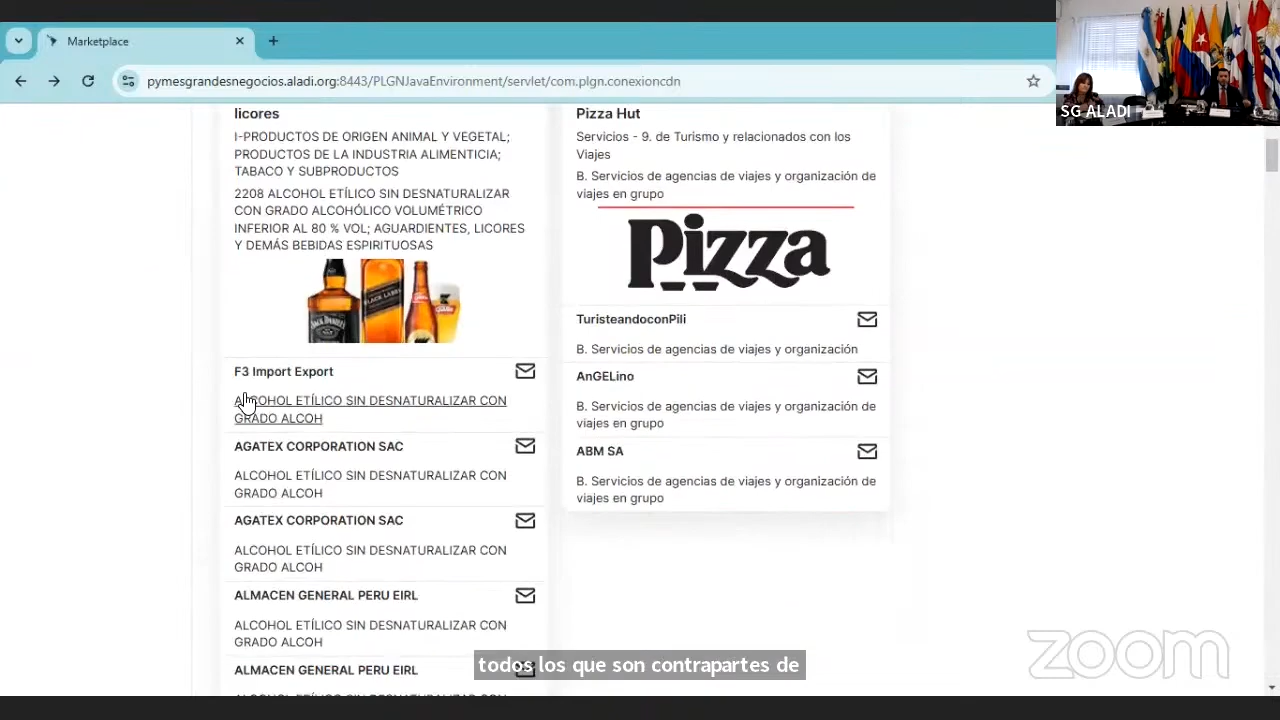 Marketplace
pymesgrandesnegocios.aladi.org:8443/PLGNJavaEnvironment/servlet/com.plgn.conexioncdn
SG ALADI
licores
I-PRODUCTOS DE ORIGEN ANIMAL Y VEGETAL;
PRODUCTOS DE LA INDUSTRIA ALIMENTICIA;
TABACO Y SUBPRODUCTOS
2208 ALCOHOL ETÍLICO SIN DESNATURALIZAR
CON GRADO ALCOHÓLICO VOLUMÉTRICO
INFERIOR AL 80 % VOL; AGUARDIENTES, LICORES
Y DEMÁS BEBIDAS ESPIRITUOSAS
JACK DANIEL'S
BLACK LABEL
F3 Import Export
ALCOHOL ETÍLICO SIN DESNATURALIZAR CON
GRADO ALCOH
AGATEX CORPORATION SAC
ALCOHOL ETÍLICO SIN DESNATURALIZAR CON
GRADO ALCOH
AGATEX CORPORATION SAC
ALCOHOL ETÍLICO SIN DESNATURALIZAR CON
GRADO ALCOH
ALMACEN GENERAL PERU EIRL
ALCOHOL ETÍLICO SIN DESNATURALIZAR CON
GRADO ALCOH
ALMACEN GENERAL PERU EIRL
Pizza Hut
Servicios - 9. de Turismo y relacionados con los
Viajes
B. Servicios de agencias de viajes y organización de
viajes en grupo
Pizza
TuristeandoconPili
B. Servicios de agencias de viajes y organización
AnGELino
B. Servicios de agencias de viajes y organización de
viajes en grupo
ABM SA
B. Servicios de agencias de viajes y organización de
viajes en grupo
todos los que son contrapartes de
zoom